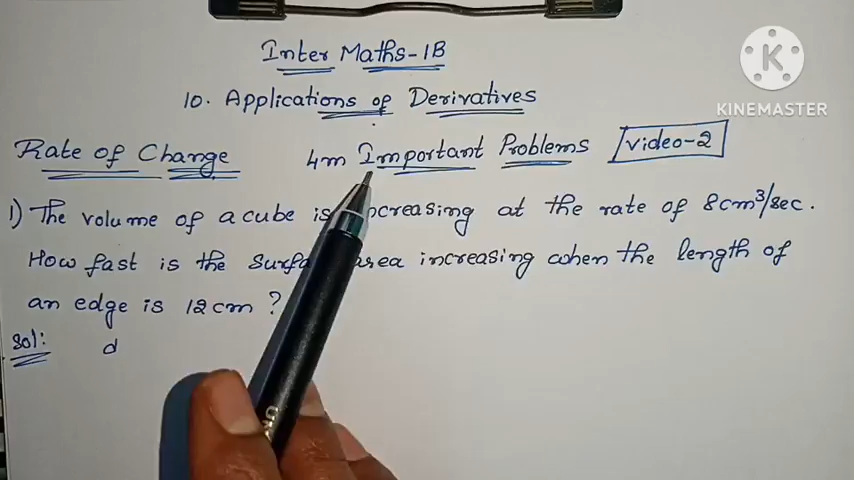 Inter Maths-1B
10. Applications of Derivatives
Rate of Change 4m Important Problems video-2
1) The volume of a cube is increasing at the rate of 8cm³/sec.
How fast is the surface area increasing when the length of
an edge is 12cm?
Sol: d
KINEMASTER